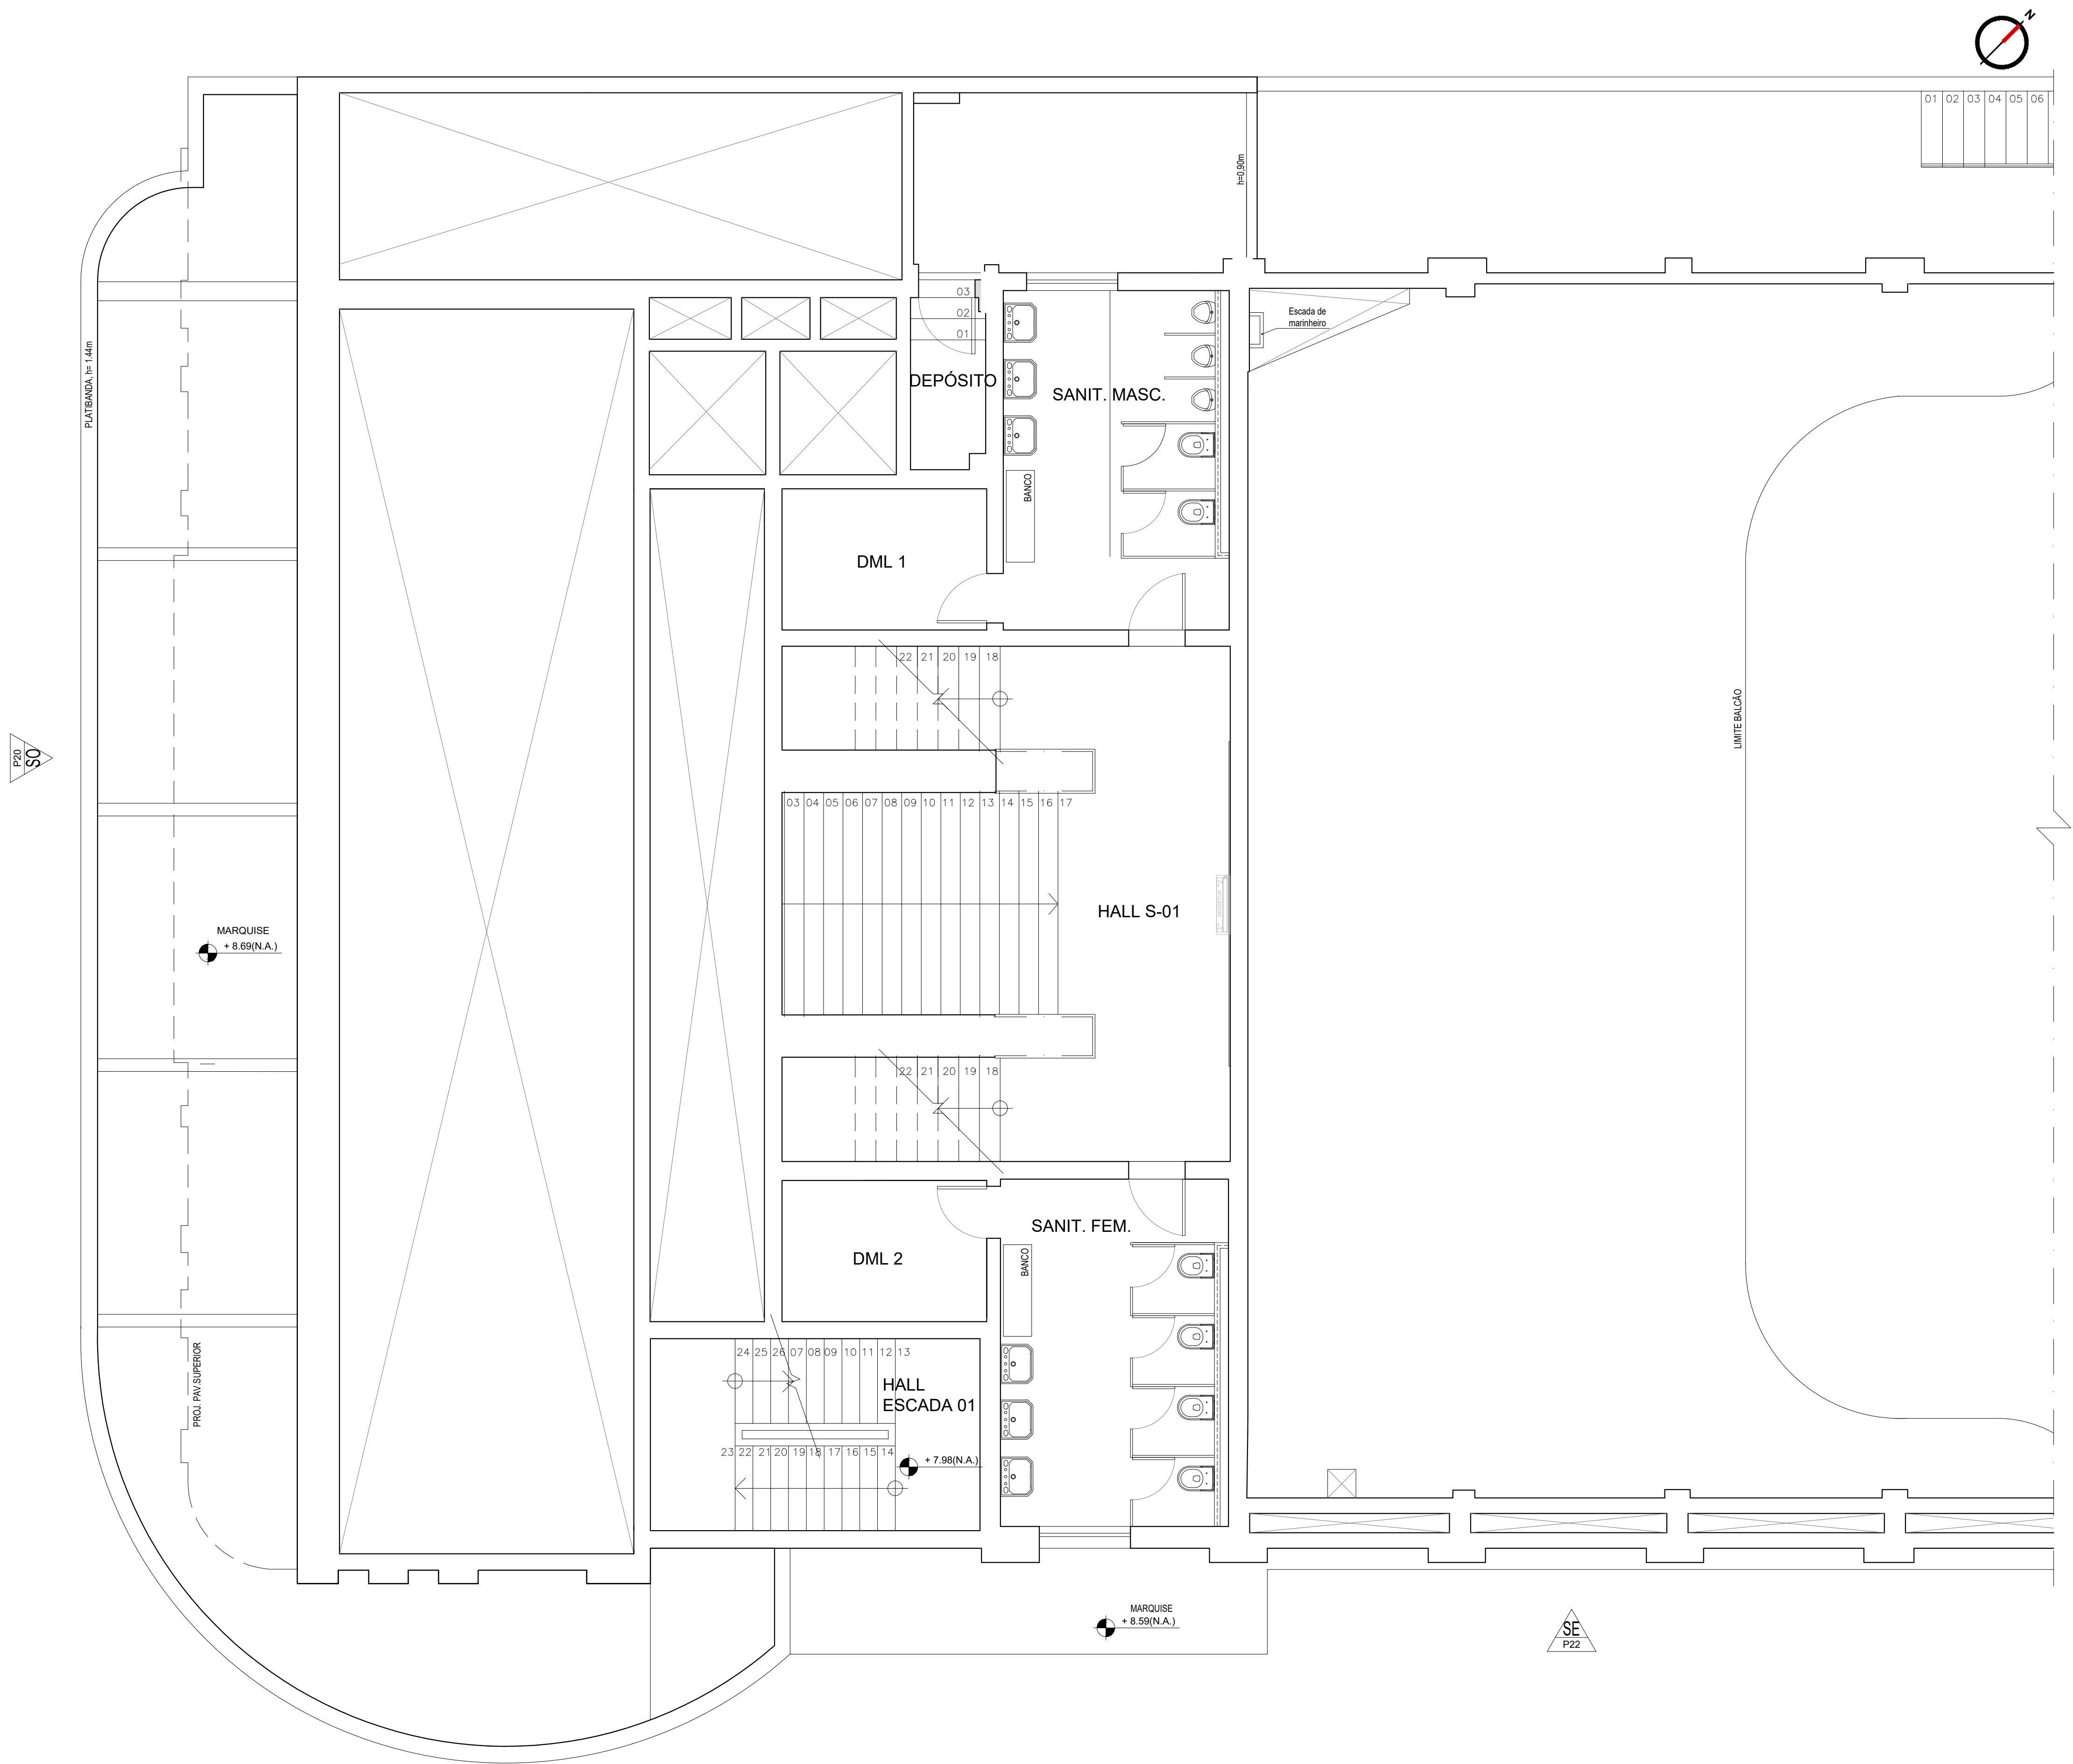 N
01 02 03 04 05 06
h=0,90m
03
02
01
Escada de
marinheiro
DEPÓSITO
SANIT. MASC.
PLATIBANDA, h= 1.44m
BANCO
DML 1
22 21 20 19 18
LIMITE BALCÃO
P20
SO
03 04 05 06 07 08 09 10 11 12 13 14 15 16 17
HALL S-01
MARQUISE
+ 8.69(N.A.)
22 21 20 19 18
SANIT. FEM.
DML 2
BANCO
PROJ. PAV.SUPERIOR
24 25 26 07 08 09 10 11 12 13
HALL
ESCADA 01
23 22 21 20 19 18 17 16 15 14
+ 7.98(N.A.)
MARQUISE
+ 8.59(N.A.)
SE
P22